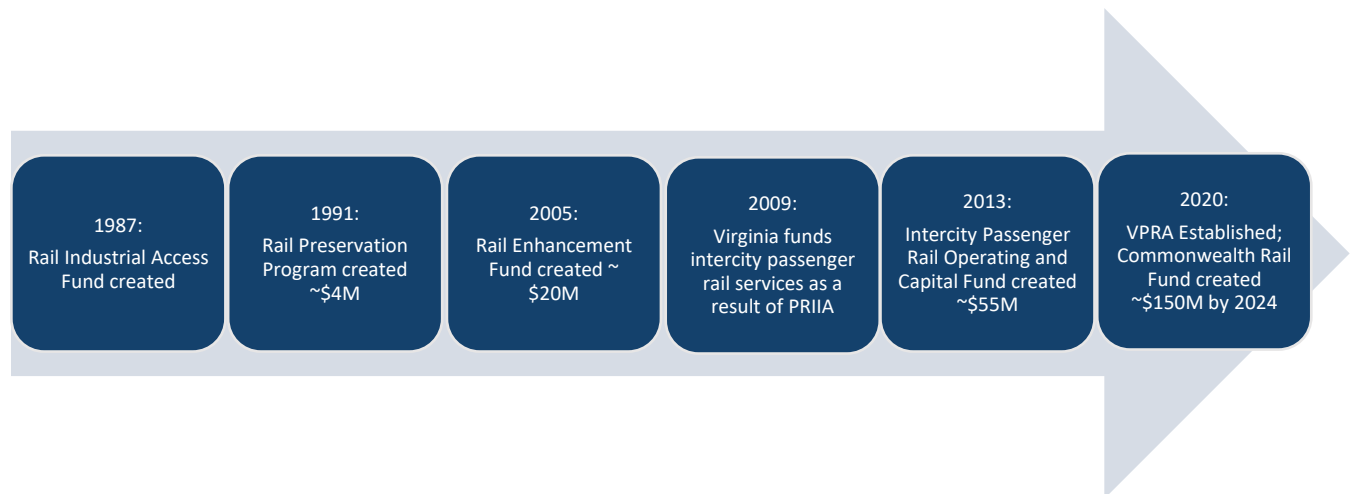 1987:
Rail Industrial Access
Fund created
1991:
Rail Preservation
Program created
~$4M
2005:
Rail Enhancement
Fund created ~
$20M
2009:
Virginia funds
intercity passenger
rail services as a
result of PRIIA
2013:
Intercity Passenger
Rail Operating and
Capital Fund created
~$55M
2020:
VPRA Established;
Commonwealth Rail
Fund created
~$150M by 2024